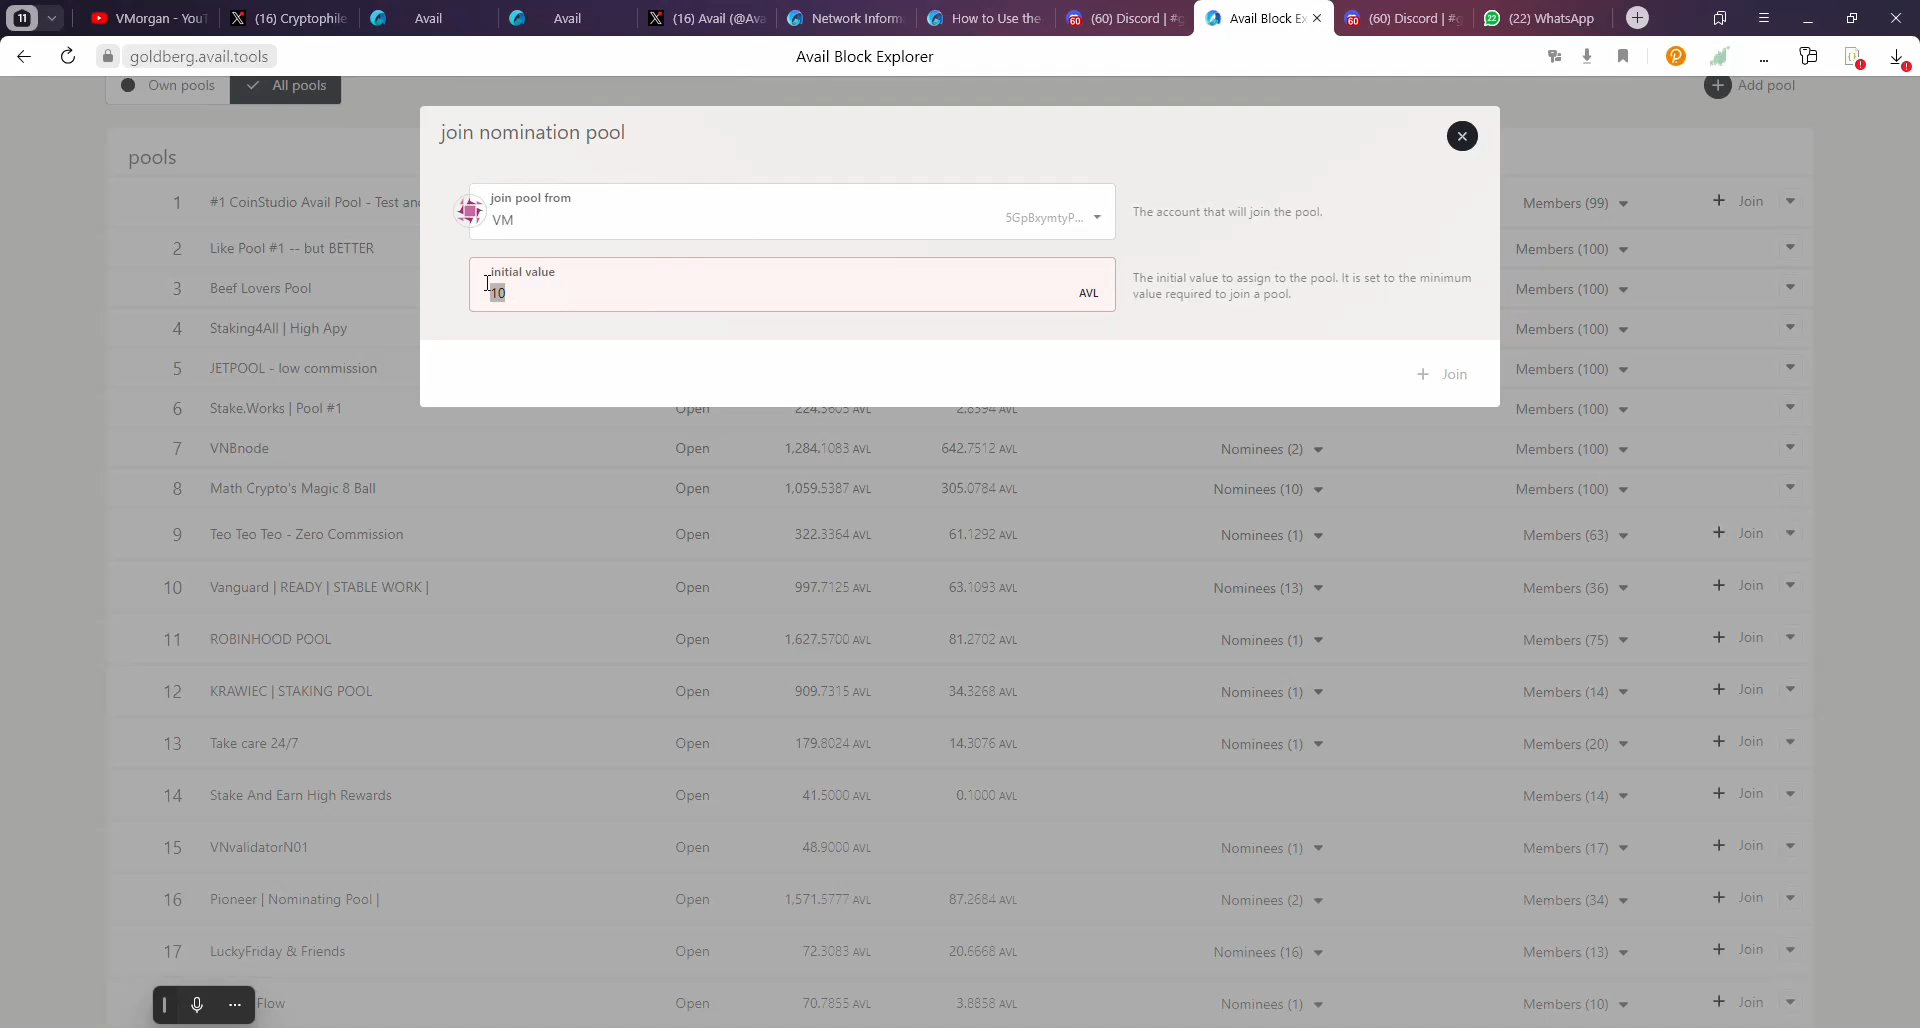 11
VMorgan - YouT
(16) Cryptophile
Avail
Avail
(16) Avail (@Ava
Network Inform
How to Use the
(60) Discord | #g
Avail Block Ex
(60) Discord | #g
(22) WhatsApp
goldberg.avail.tools
Avail Block Explorer
Own pools
All pools
Add pool
join nomination pool
join pool from
VM
5GpBxymtyP...
The account that will join the pool.
initial value
10
AVL
The initial value to assign to the pool. It is set to the minimum
value required to join a pool.
Join
pools
1 #1 CoinStudio Avail Pool - Test and Members (99) Join
2 Like Pool #1 -- but BETTER Members (100)
3 Beef Lovers Pool Members (100)
4 Staking4All | High Apy Members (100)
5 JETPOOL - low commission Members (100)
6 Stake.Works | Pool #1 Open 224.3605 AVL 2.8594 AVL Members (100)
7 VNBnode Open 1,284.1083 AVL 642.7512 AVL Nominees (2) Members (100)
8 Math Crypto's Magic 8 Ball Open 1,059.5387 AVL 305.0784 AVL Nominees (10) Members (100)
9 Teo Teo Teo - Zero Commission Open 322.3364 AVL 61.1292 AVL Nominees (1) Members (63) Join
10 Vanguard | READY | STABLE WORK | Open 997.7125 AVL 63.1093 AVL Nominees (13) Members (36) Join
11 ROBINHOOD POOL Open 1,627.5700 AVL 81.2702 AVL Nominees (1) Members (75) Join
12 KRAWIEC | STAKING POOL Open 909.7315 AVL 34.3268 AVL Nominees (1) Members (14) Join
13 Take care 24/7 Open 179.8024 AVL 14.3076 AVL Nominees (1) Members (20) Join
14 Stake And Earn High Rewards Open 41.5000 AVL 0.1000 AVL Members (14) Join
15 VNvalidatorN01 Open 48.9000 AVL Nominees (1) Members (17) Join
16 Pioneer | Nominating Pool | Open 1,571.5777 AVL 87.2684 AVL Nominees (2) Members (34) Join
17 LuckyFriday & Friends Open 72.3083 AVL 20.6668 AVL Nominees (16) Members (13) Join
Flow Open 70.7855 AVL 3.8858 AVL Nominees (1) Members (10) Join